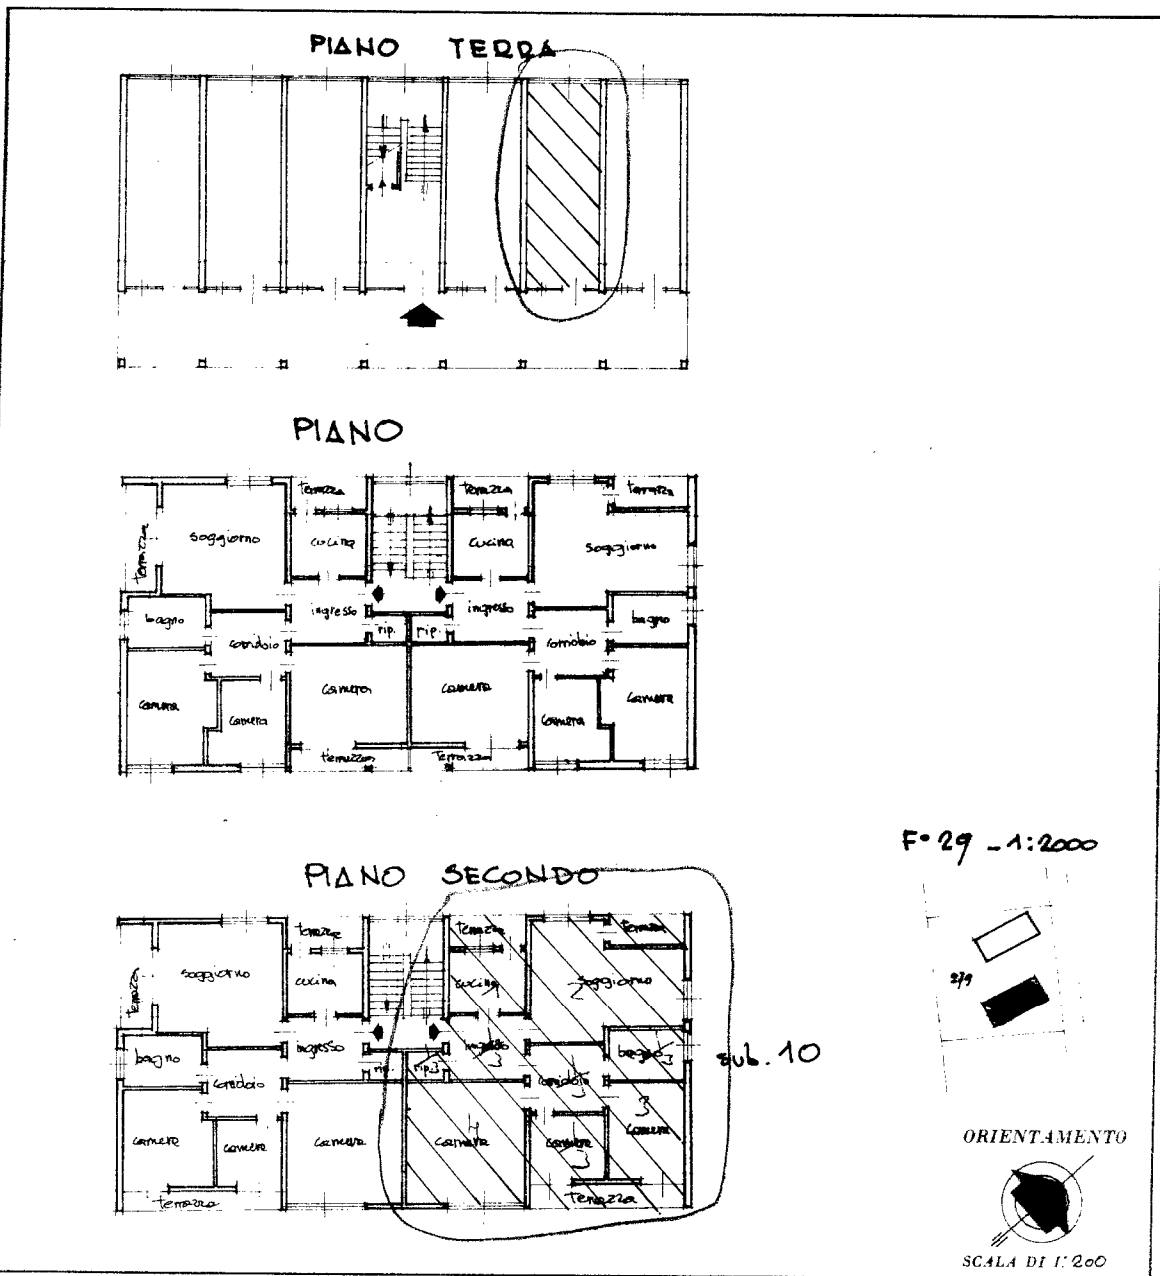 PIANO TERRA
PIANO
terrazza terrazza terrazza
terrazza soggiorno cucina cucina soggiorno
bagno ingresso ingresso bagno
corridoio rip. rip. corridoio
camera camera camera camera camera camera
terrazza terrazza
F° 29 - 1:2000
PIANO SECONDO
terrazza terrazza terrazza
terrazza soggiorno cucina cucina soggiorno
279
bagno ingresso ingresso bagno
sub. 10
corridoio rip. rip. corridoio
camera camera camera camera camera camera
terrazza terrazza
ORIENTAMENTO
SCALA DI 1:200